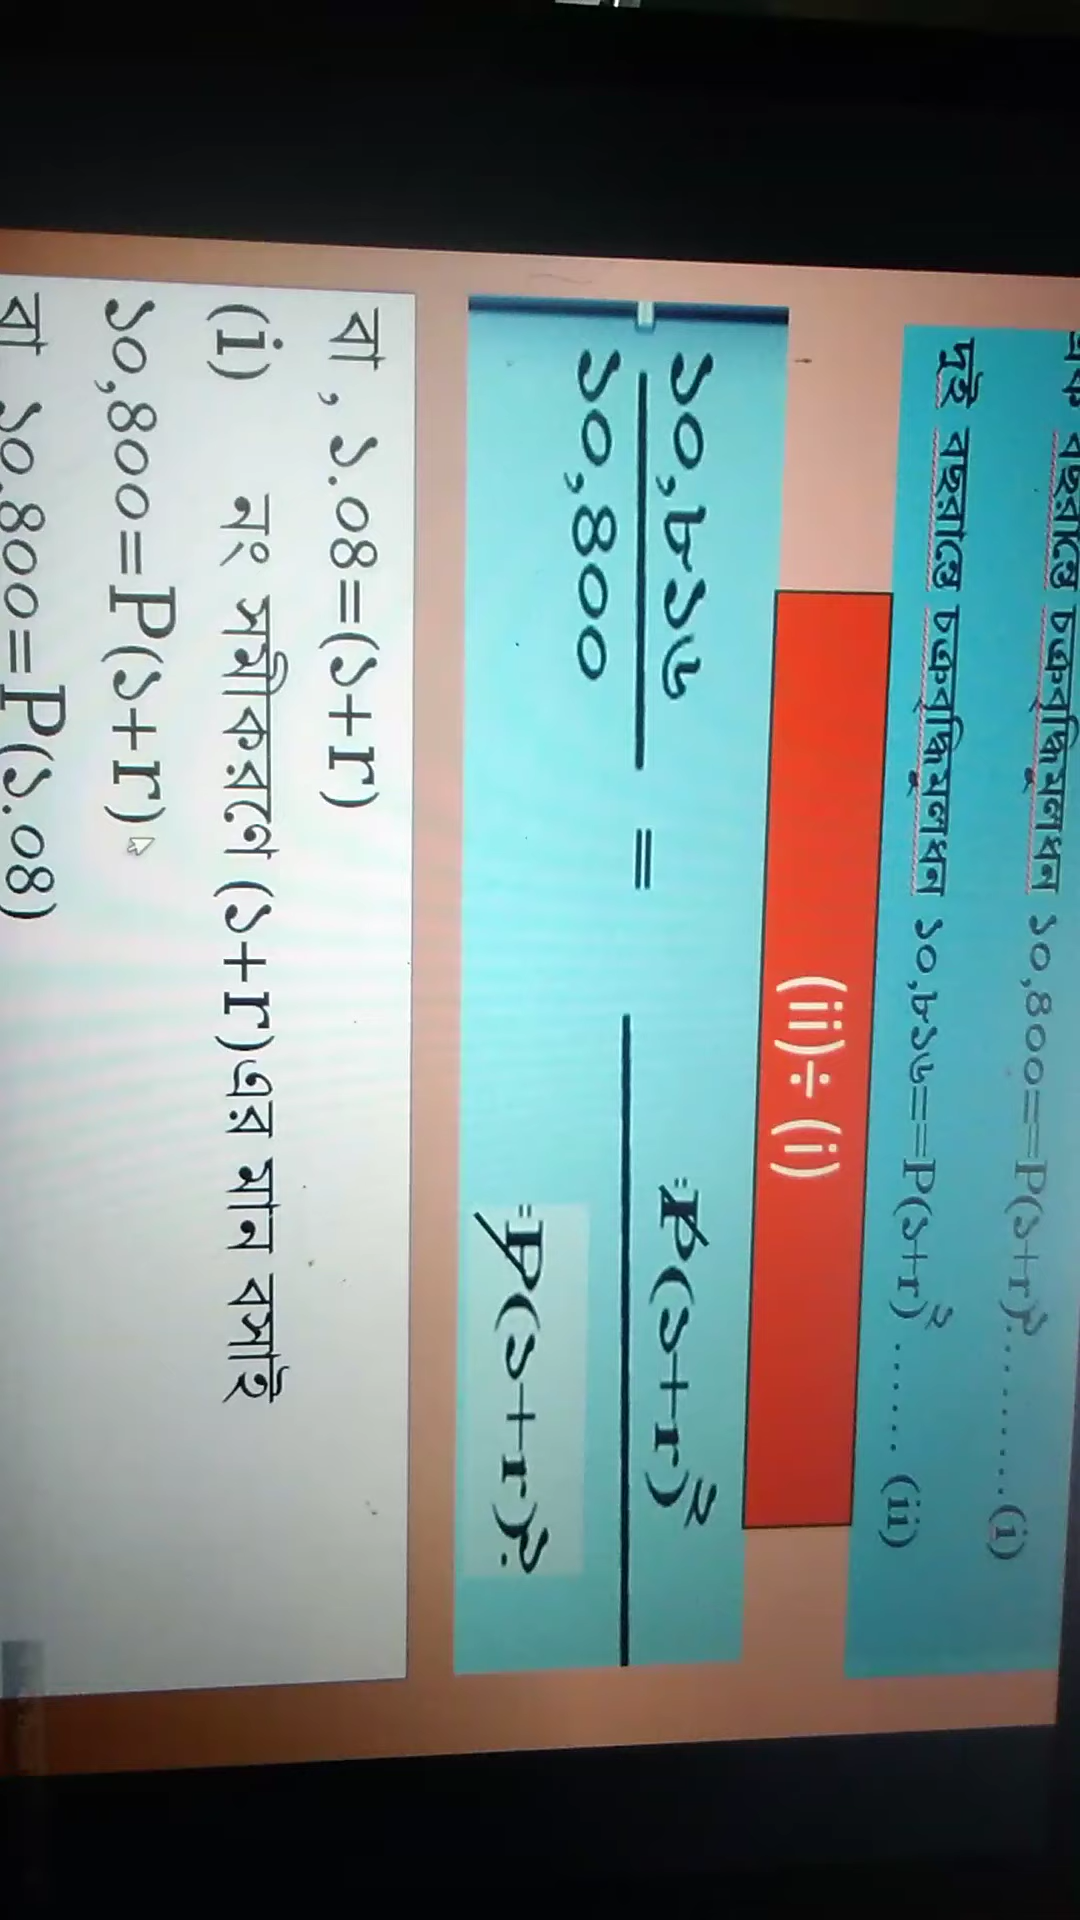 এক বছরান্তে চক্রবৃদ্ধিমূলধন ১০,৪০০==P(১+r)^২...........(i)
দুই বছরান্তে চক্রবৃদ্ধিমূলধন ১০,৮১৬==P(১+r)^২ ........ (ii)
(ii)÷ (i)
১০,৮১৬ / ১০,৪০০ = =P(১+r)^২ / =P(১+r)^২.
বা , ১.০৪=(১+r)
(i) নং সমীকরণে (১+r)এর মান বসাই
১০,৪০০=P(১+r)
বা ১০,৪০০=P(১.০৪)